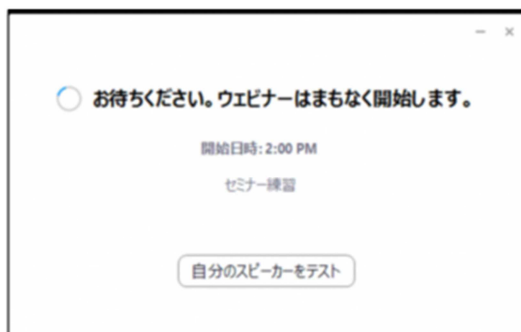 お待ちください。ウェビナーはまもなく開始します。
開始日時: 2:00 PM
セミナー練習
自分のスピーカーをテスト